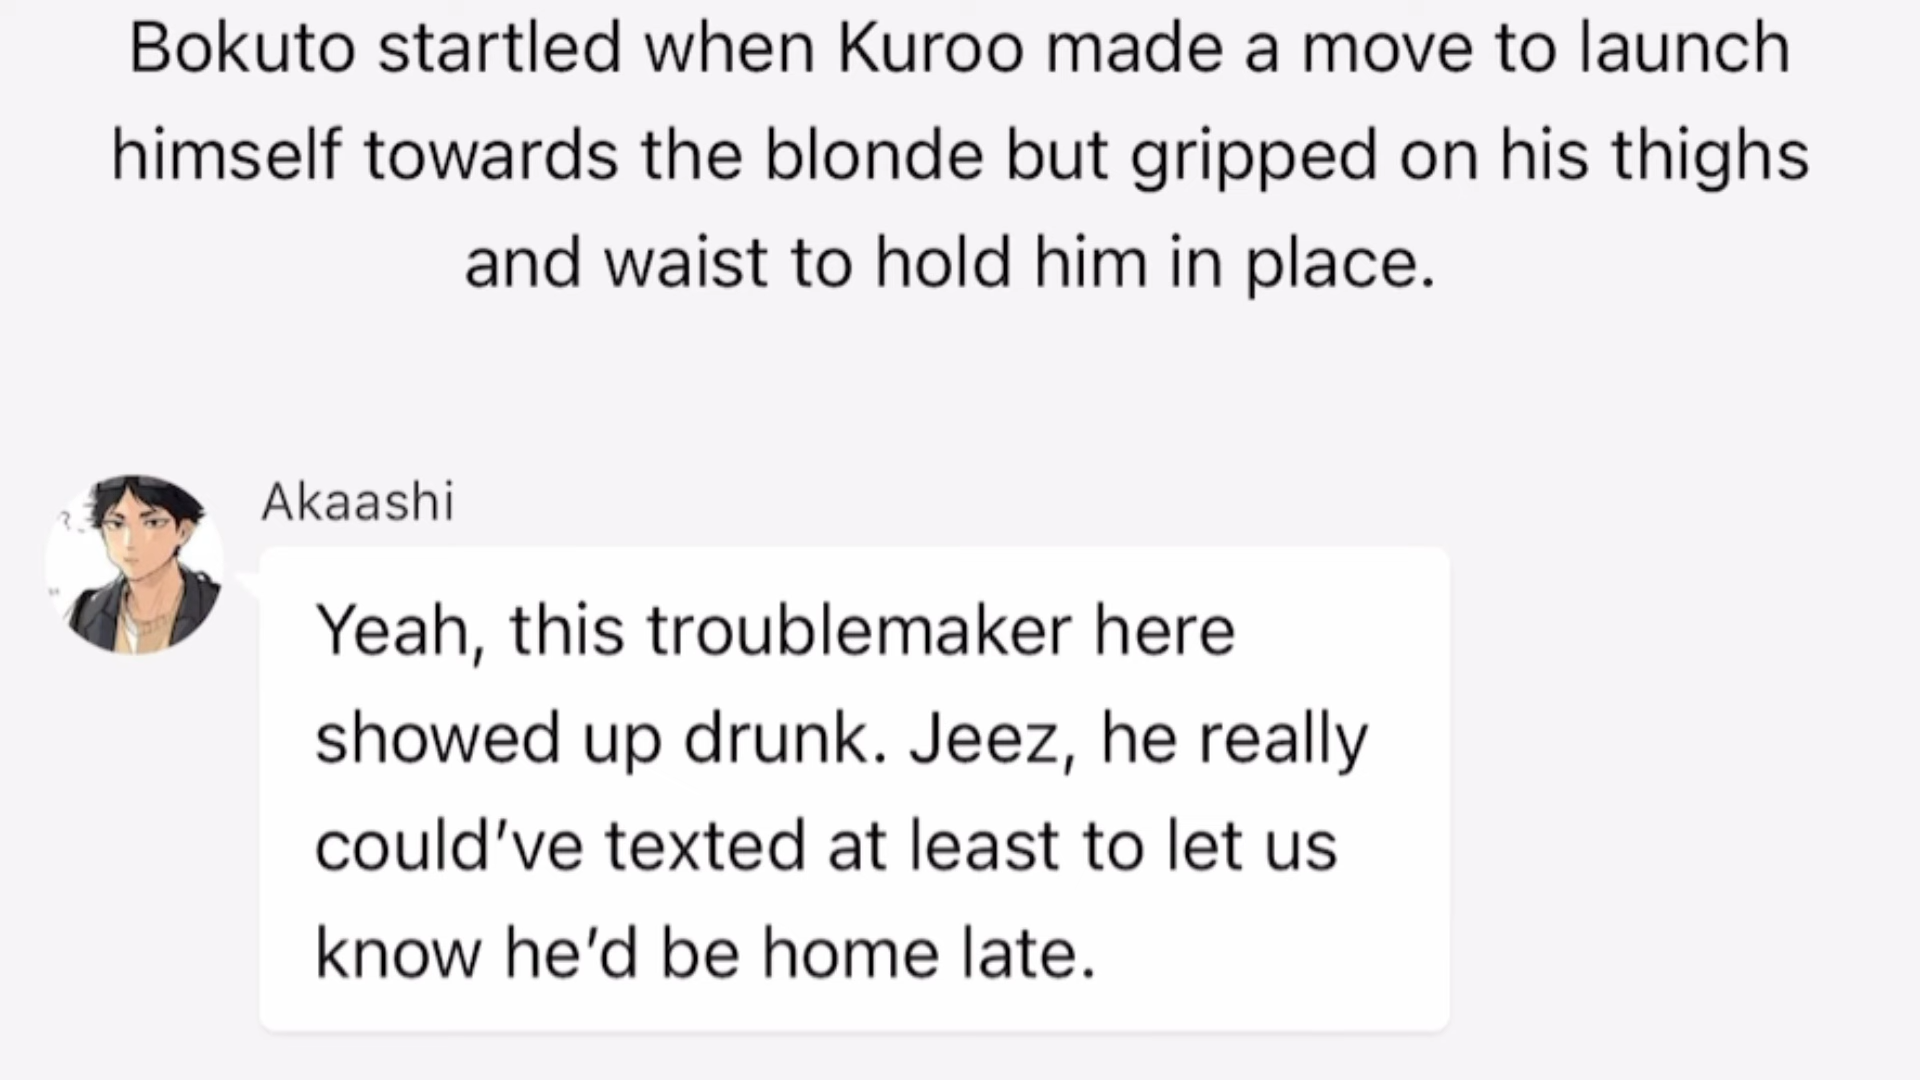 Bokuto startled when Kuroo made a move to launch
himself towards the blonde but gripped on his thighs
and waist to hold him in place.
Akaashi
Yeah, this troublemaker here
showed up drunk. Jeez, he really
could've texted at least to let us
know he'd be home late.